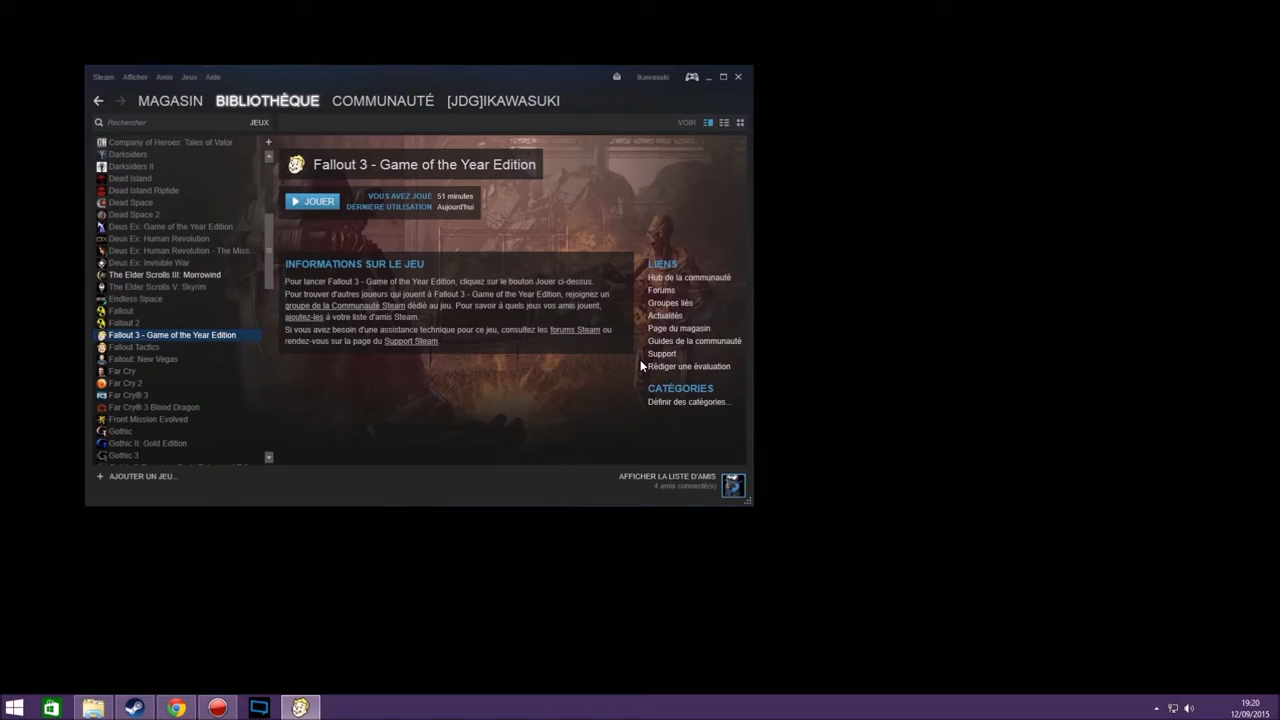 Steam Afficher Amis Jeux Aide
ikawasuki
MAGASIN BIBLIOTHÈQUE COMMUNAUTÉ [JDG]IKAWASUKI
Rechercher JEUX
VOIR
Company of Heroes: Tales of Valor
Darksiders
Darksiders II
Dead Island
Dead Island Riptide
Dead Space
Dead Space 2
Deus Ex: Game of the Year Edition
Deus Ex: Human Revolution
Deus Ex: Human Revolution - The Miss...
Deus Ex: Invisible War
The Elder Scrolls III: Morrowind
The Elder Scrolls V: Skyrim
Endless Space
Fallout
Fallout 2
Fallout 3 - Game of the Year Edition
Fallout Tactics
Fallout: New Vegas
Far Cry
Far Cry 2
Far Cry® 3
Far Cry® 3 Blood Dragon
Front Mission Evolved
Gothic
Gothic II: Gold Edition
Gothic 3
+ AJOUTER UN JEU...
Fallout 3 - Game of the Year Edition
JOUER
VOUS AVEZ JOUÉ 51 minutes
DERNIÈRE UTILISATION Aujourd'hui
INFORMATIONS SUR LE JEU
Pour lancer Fallout 3 - Game of the Year Edition, cliquez sur le bouton Jouer ci-dessus.
Pour trouver d'autres joueurs qui jouent à Fallout 3 - Game of the Year Edition, rejoignez un
groupe de la Communauté Steam dédié au jeu. Pour savoir à quels jeux vos amis jouent,
ajoutez-les à votre liste d'amis Steam.
Si vous avez besoin d'une assistance technique pour ce jeu, consultez les forums Steam ou
rendez-vous sur la page du Support Steam.
LIENS
Hub de la communauté
Forums
Groupes liés
Actualités
Page du magasin
Guides de la communauté
Support
Rédiger une évaluation
CATÉGORIES
Définir des catégories...
AFFICHER LA LISTE D'AMIS
4 amis connecté(s)
19:20
12/09/2015